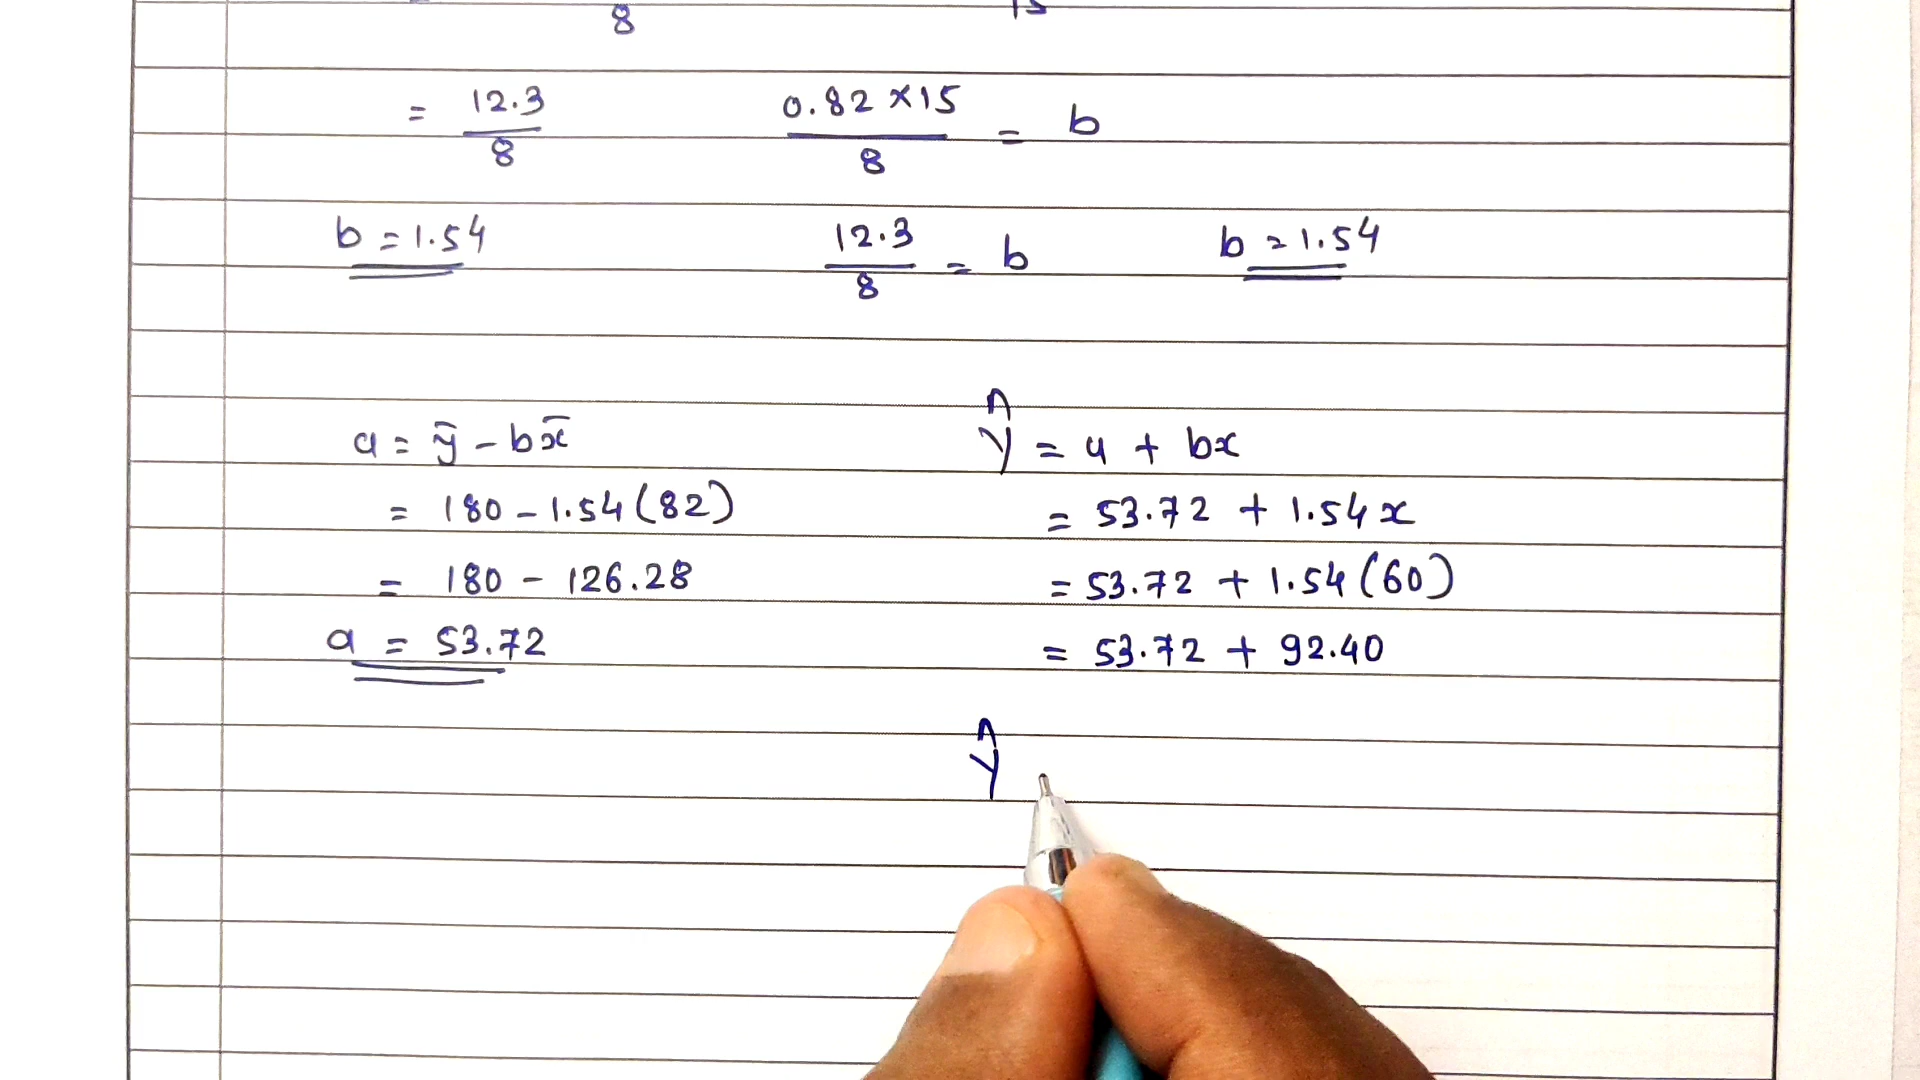 8 15
= 12.3/8 0.82 × 15/8 = b
b = 1.54 12.3/8 = b b = 1.54
a = ȳ - bx̄ ŷ = a + bx
= 180 - 1.54(82) = 53.72 + 1.54x
= 180 - 126.28 = 53.72 + 1.54(60)
a = 53.72 = 53.72 + 92.40
ŷ